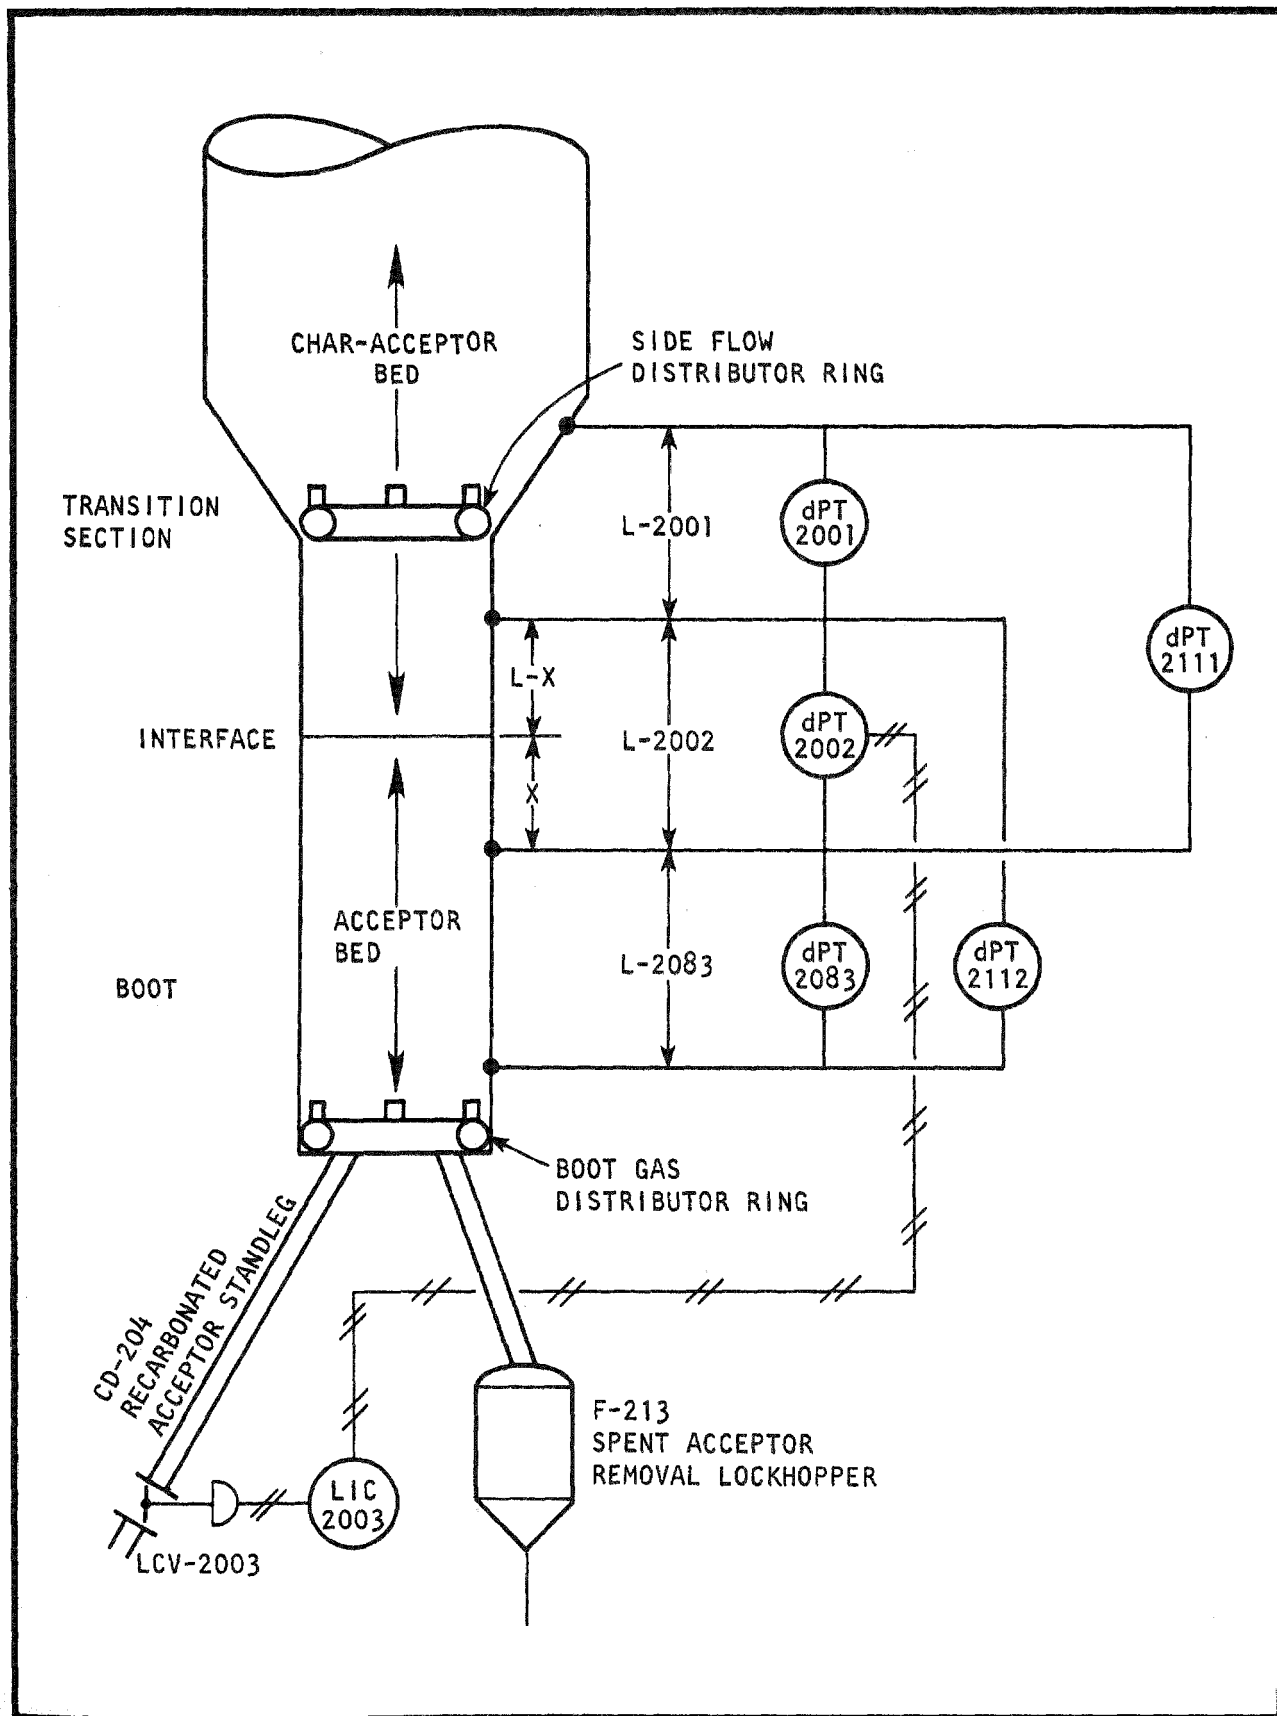 CHAR-ACCEPTOR
BED
SIDE FLOW
DISTRIBUTOR RING
TRANSITION
SECTION
L-2001
dPT
2001
dPT
2111
L-X
INTERFACE
L-2002
dPT
2002
X
ACCEPTOR
BED
BOOT
L-2083
dPT
2083
dPT
2112
BOOT GAS
DISTRIBUTOR RING
CD-204
RECARBONATED
ACCEPTOR STANDLEG
F-213
SPENT ACCEPTOR
REMOVAL LOCKHOPPER
LIC
2003
LCV-2003